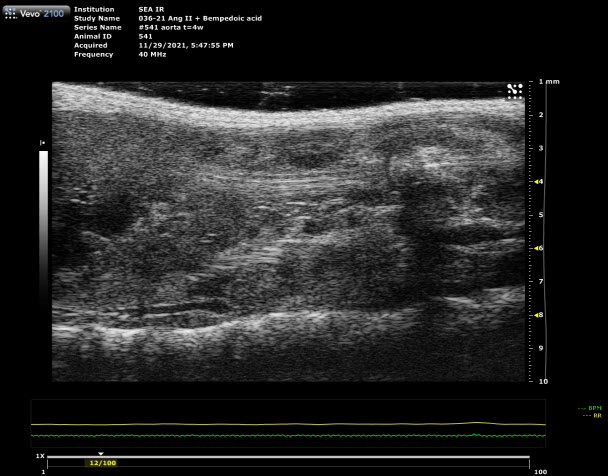 Vevo 2100
Institution SEA IR
Study Name 036-21 Ang II + Bempedoic acid
Series Name #541 aorta t=4w
Animal ID 541
Acquired 11/29/2021, 5:47:55 PM
Frequency 40 MHz
1 mm
2
3
4
5
6
7
8
9
10
BPM
RR
1X
12/100
1 100